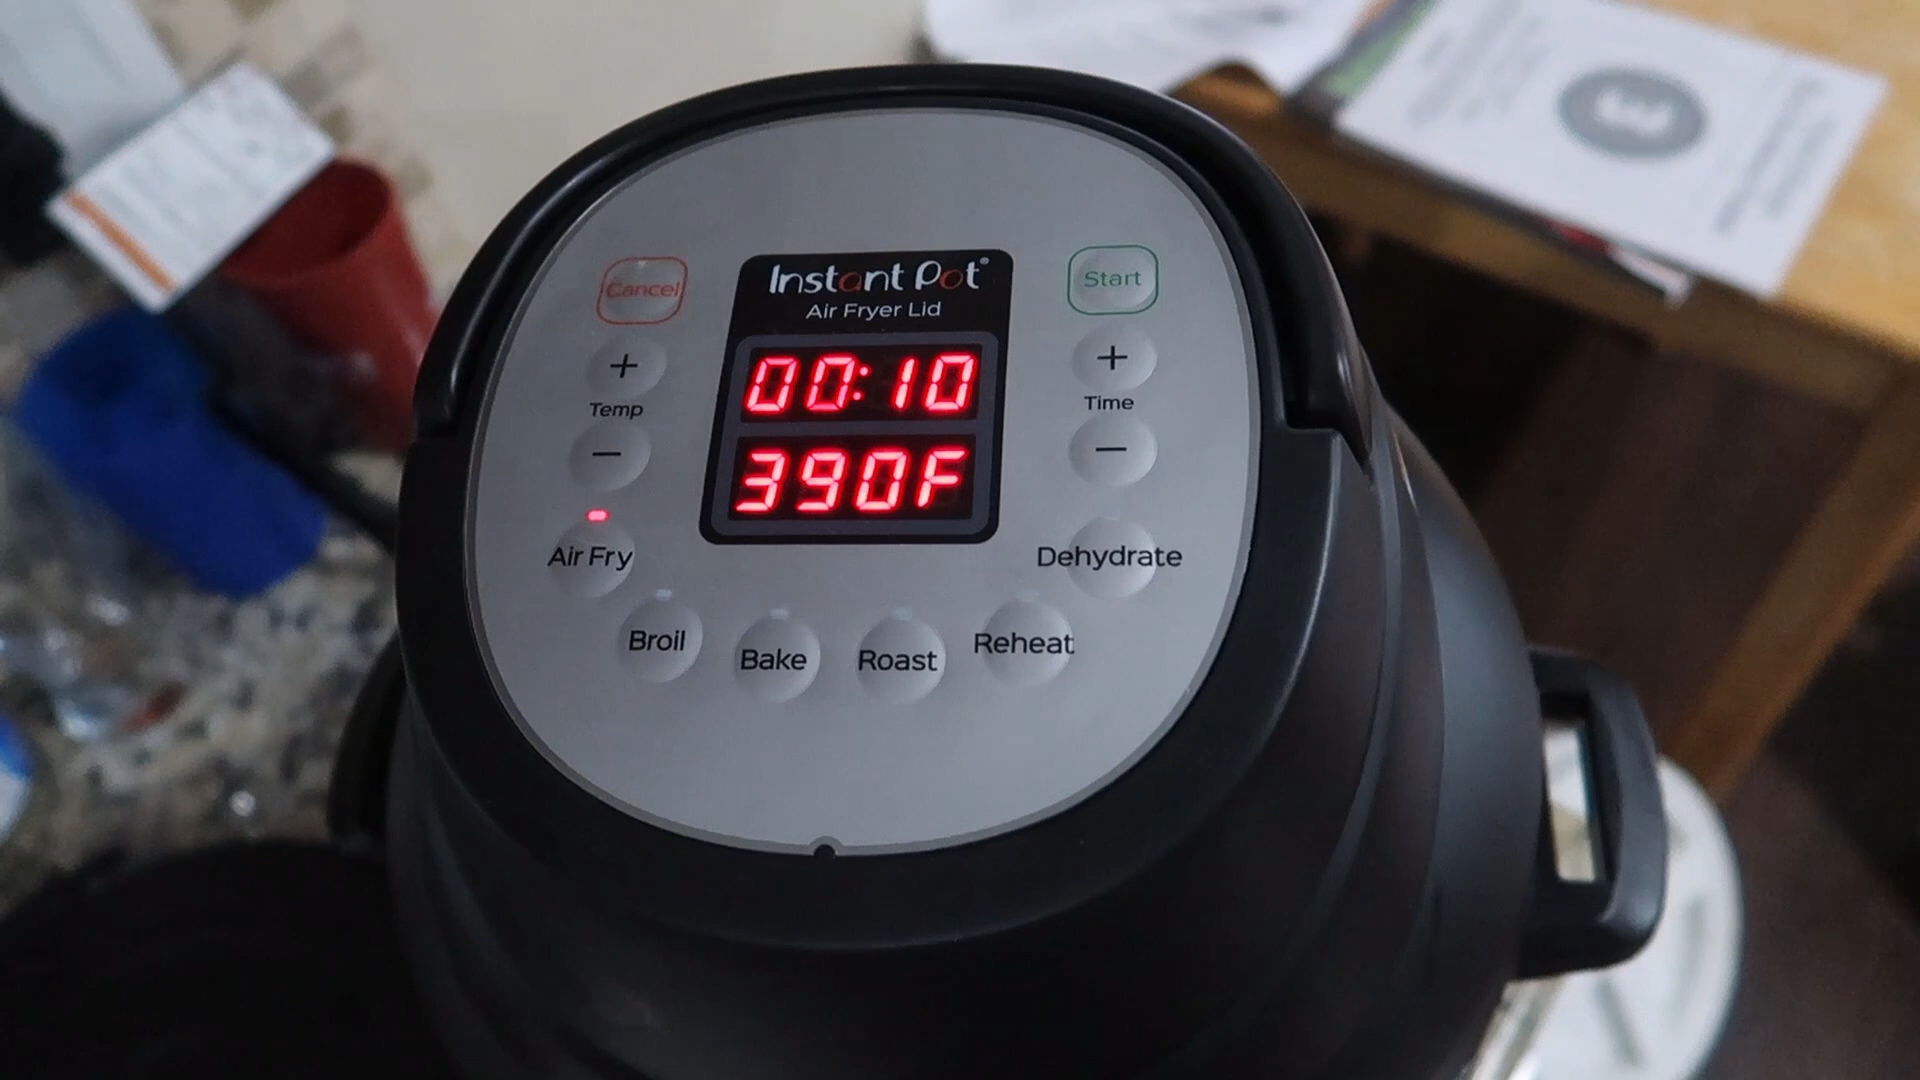 Instant Pot®
Air Fryer Lid
Cancel
Start
00:10
390F
+
Temp
−
+
Time
−
Air Fry
Broil
Bake
Roast
Reheat
Dehydrate